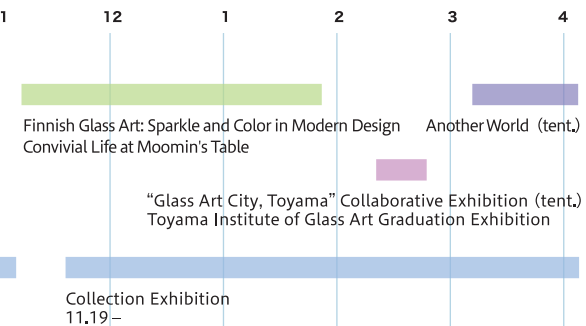 1 12 1 2 3 4
Finnish Glass Art: Sparkle and Color in Modern Design Another World (tent.)
Convivial Life at Moomin's Table
“Glass Art City, Toyama” Collaborative Exhibition (tent.)
Toyama Institute of Glass Art Graduation Exhibition
Collection Exhibition
11.19 –